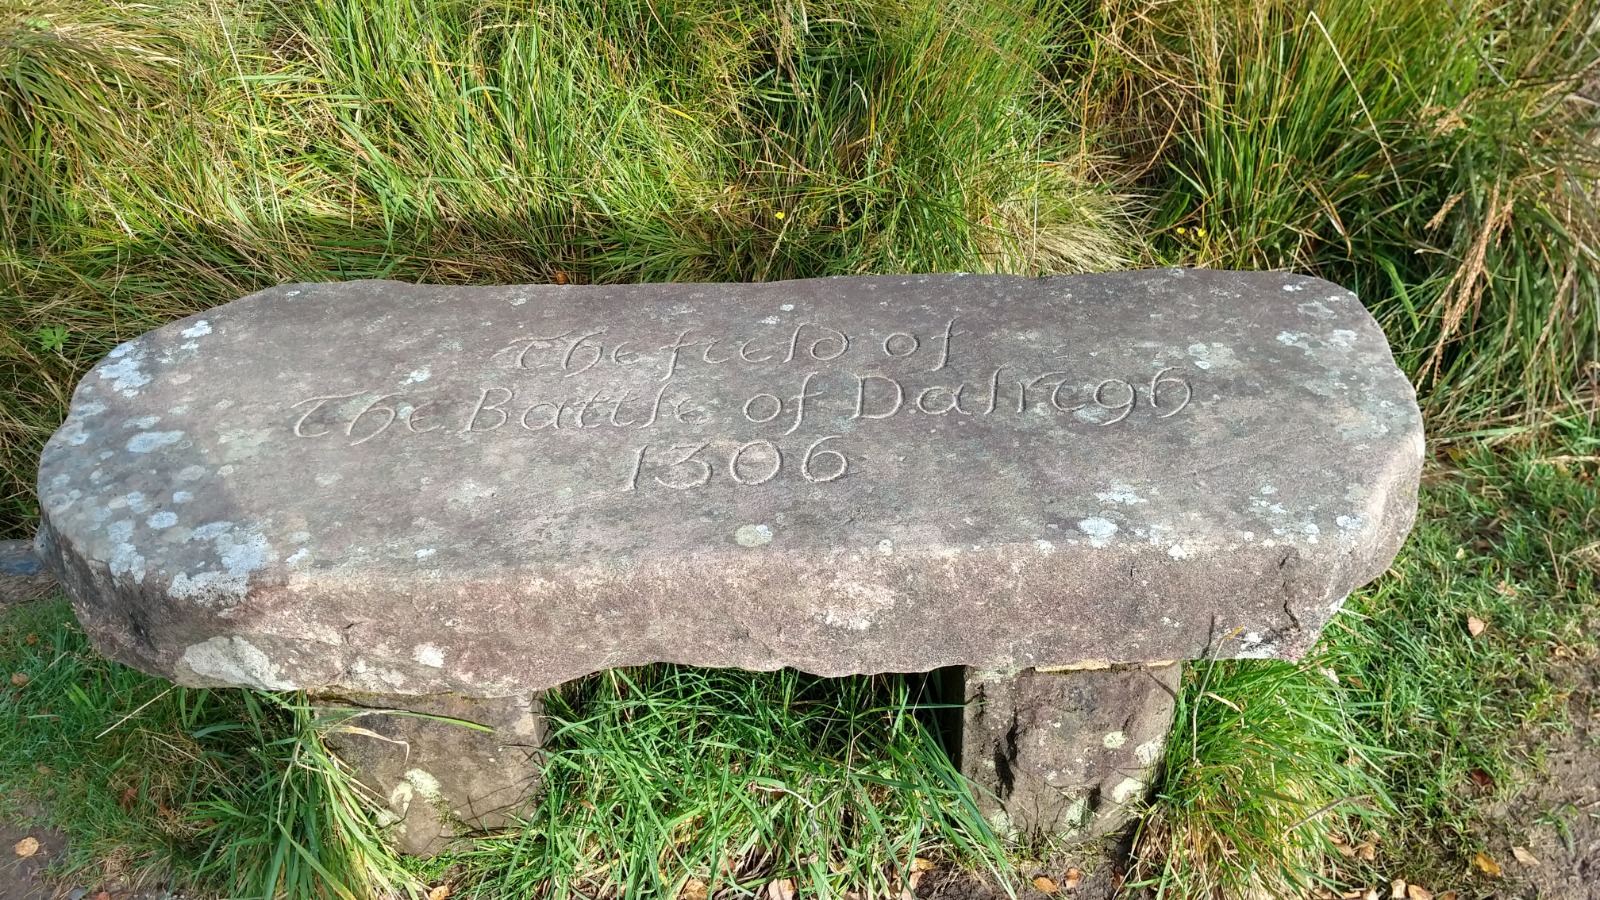 The field of
The Battle of Dalrigh
1306